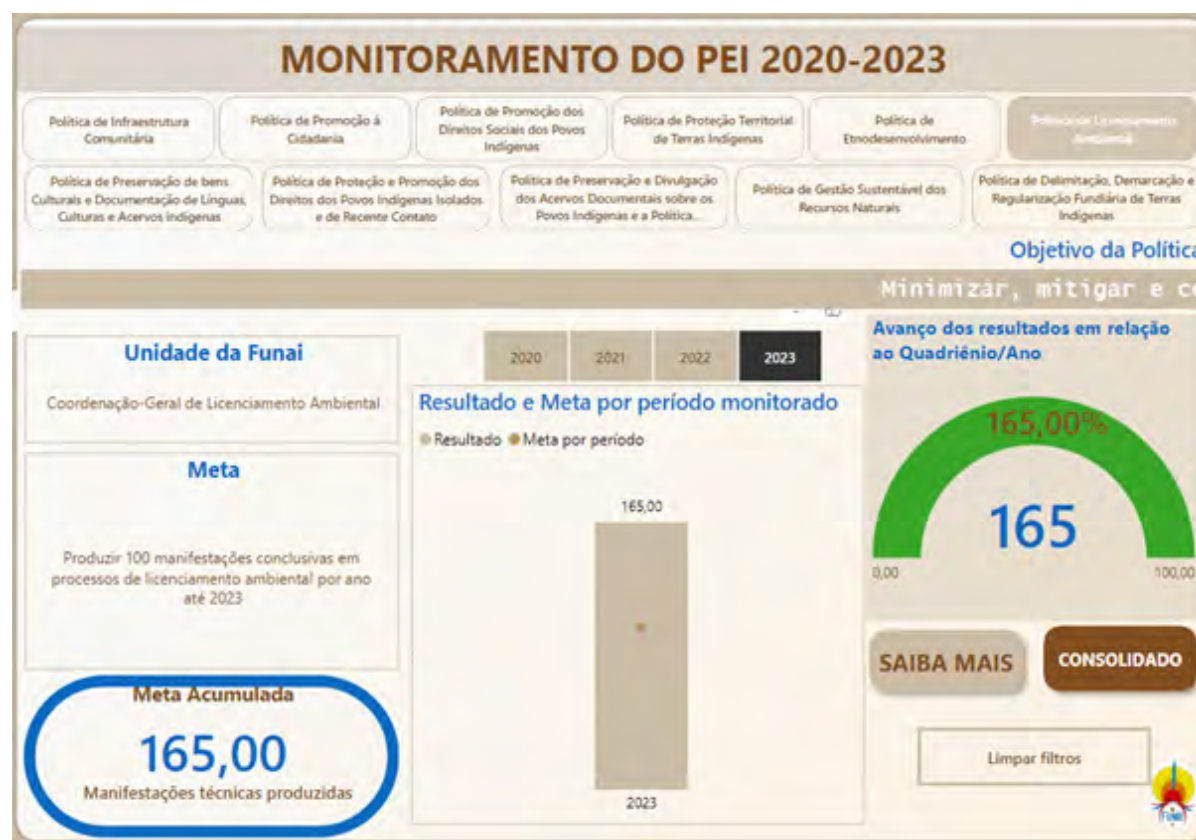 MONITORAMENTO DO PEI 2020-2023
Política de Infraestrutura
Comunitária
Política de Promoção à
Cidadania
Política de Promoção dos
Direitos Sociais dos Povos
Indígenas
Política de Proteção Territorial
de Terras Indígenas
Política de
Etnodesenvolvimento
Política de Licenciamento
Ambiental
Política de Preservação de bens
Culturais e Documentação de Línguas,
Culturas e Acervos indígenas
Política de Proteção e Promoção dos
Direitos dos Povos Indígenas Isolados
e de Recente Contato
Política de Preservação e Divulgação
dos Acervos Documentais sobre os
Povos Indígenas e a Política...
Política de Gestão Sustentável dos
Recursos Naturais
Política de Delimitação, Demarcação e
Regularização Fundiária de Terras
Indígenas
Objetivo da Política
Minimizar, mitigar e co
Unidade da Funai
Coordenação-Geral de Licenciamento Ambiental
Meta
Produzir 100 manifestações conclusivas em
processos de licenciamento ambiental por ano
até 2023
Meta Acumulada
165,00
Manifestações técnicas produzidas
2020 2021 2022 2023
Resultado e Meta por período monitorado
Resultado Meta por período
165,00
2023
Avanço dos resultados em relação
ao Quadriênio/Ano
165,00%
165
0,00 100,00
SAIBA MAIS
CONSOLIDADO
Limpar filtros
FUNAI